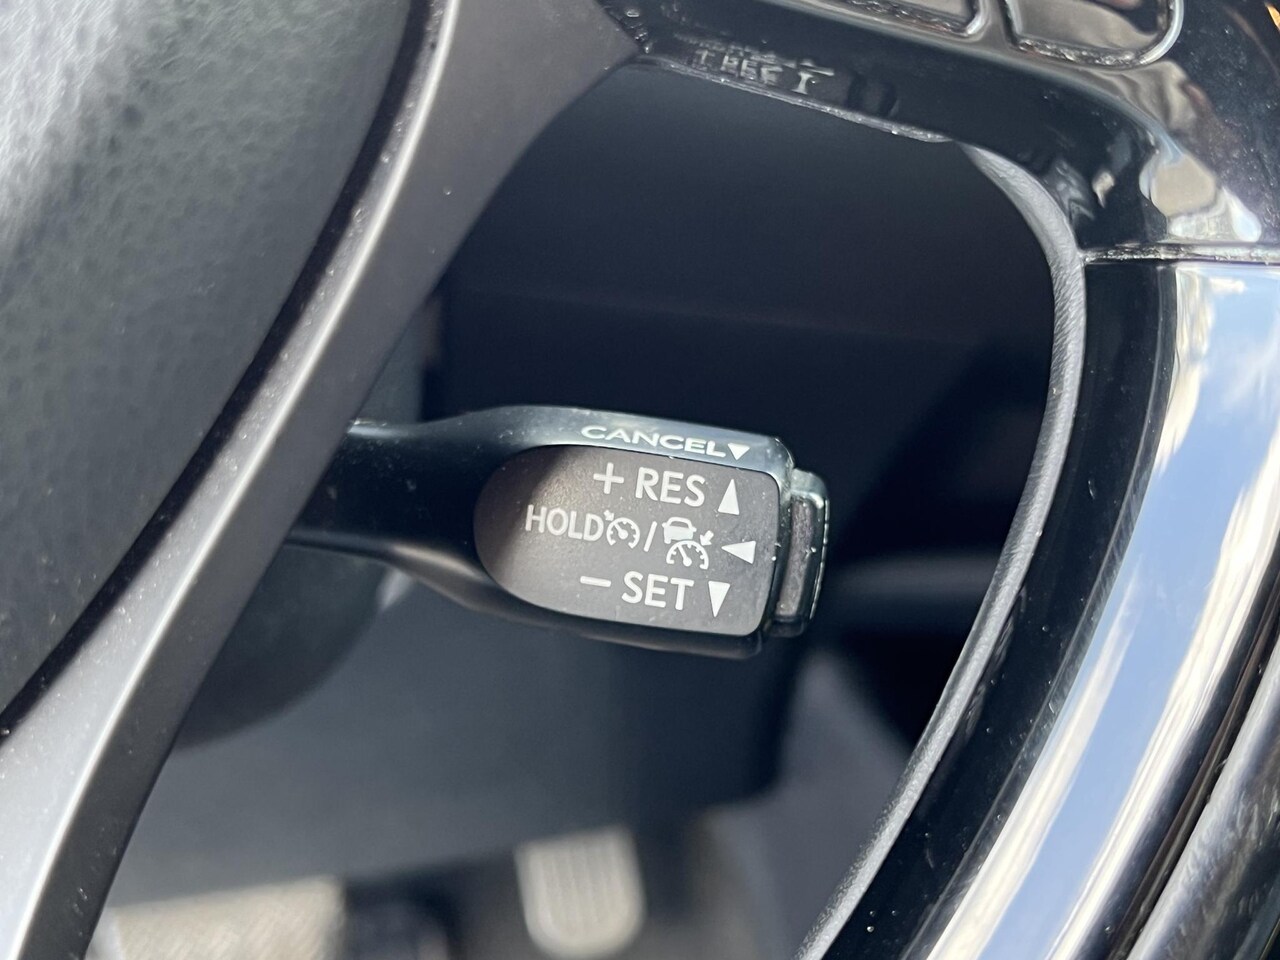 CANCEL▼
+ RES ▲
HOLD / ◀
− SET ▼